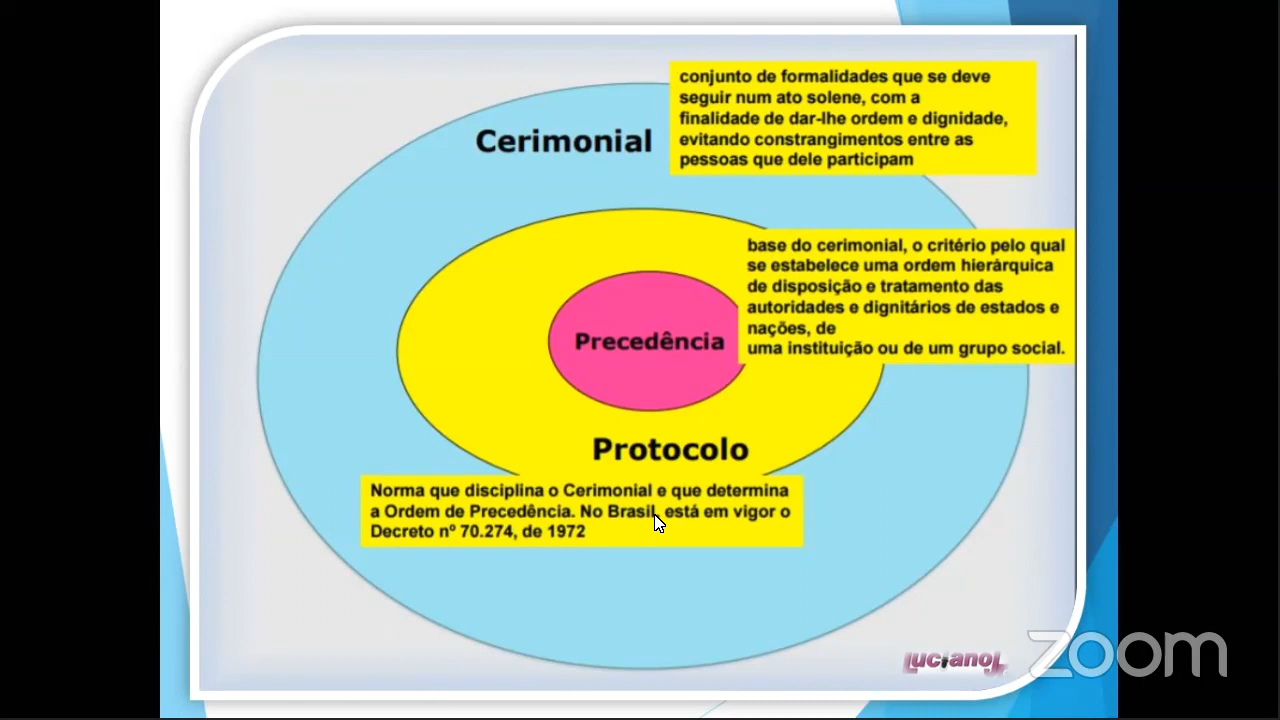 Cerimonial
conjunto de formalidades que se deve
seguir num ato solene, com a
finalidade de dar-lhe ordem e dignidade,
evitando constrangimentos entre as
pessoas que dele participam
base do cerimonial, o critério pelo qual
se estabelece uma ordem hierárquica
de disposição e tratamento das
autoridades e dignitários de estados e
nações, de
uma instituição ou de um grupo social.
Precedência
Protocolo
Norma que disciplina o Cerimonial e que determina
a Ordem de Precedência. No Brasil, está em vigor o
Decreto nº 70.274, de 1972
zoom